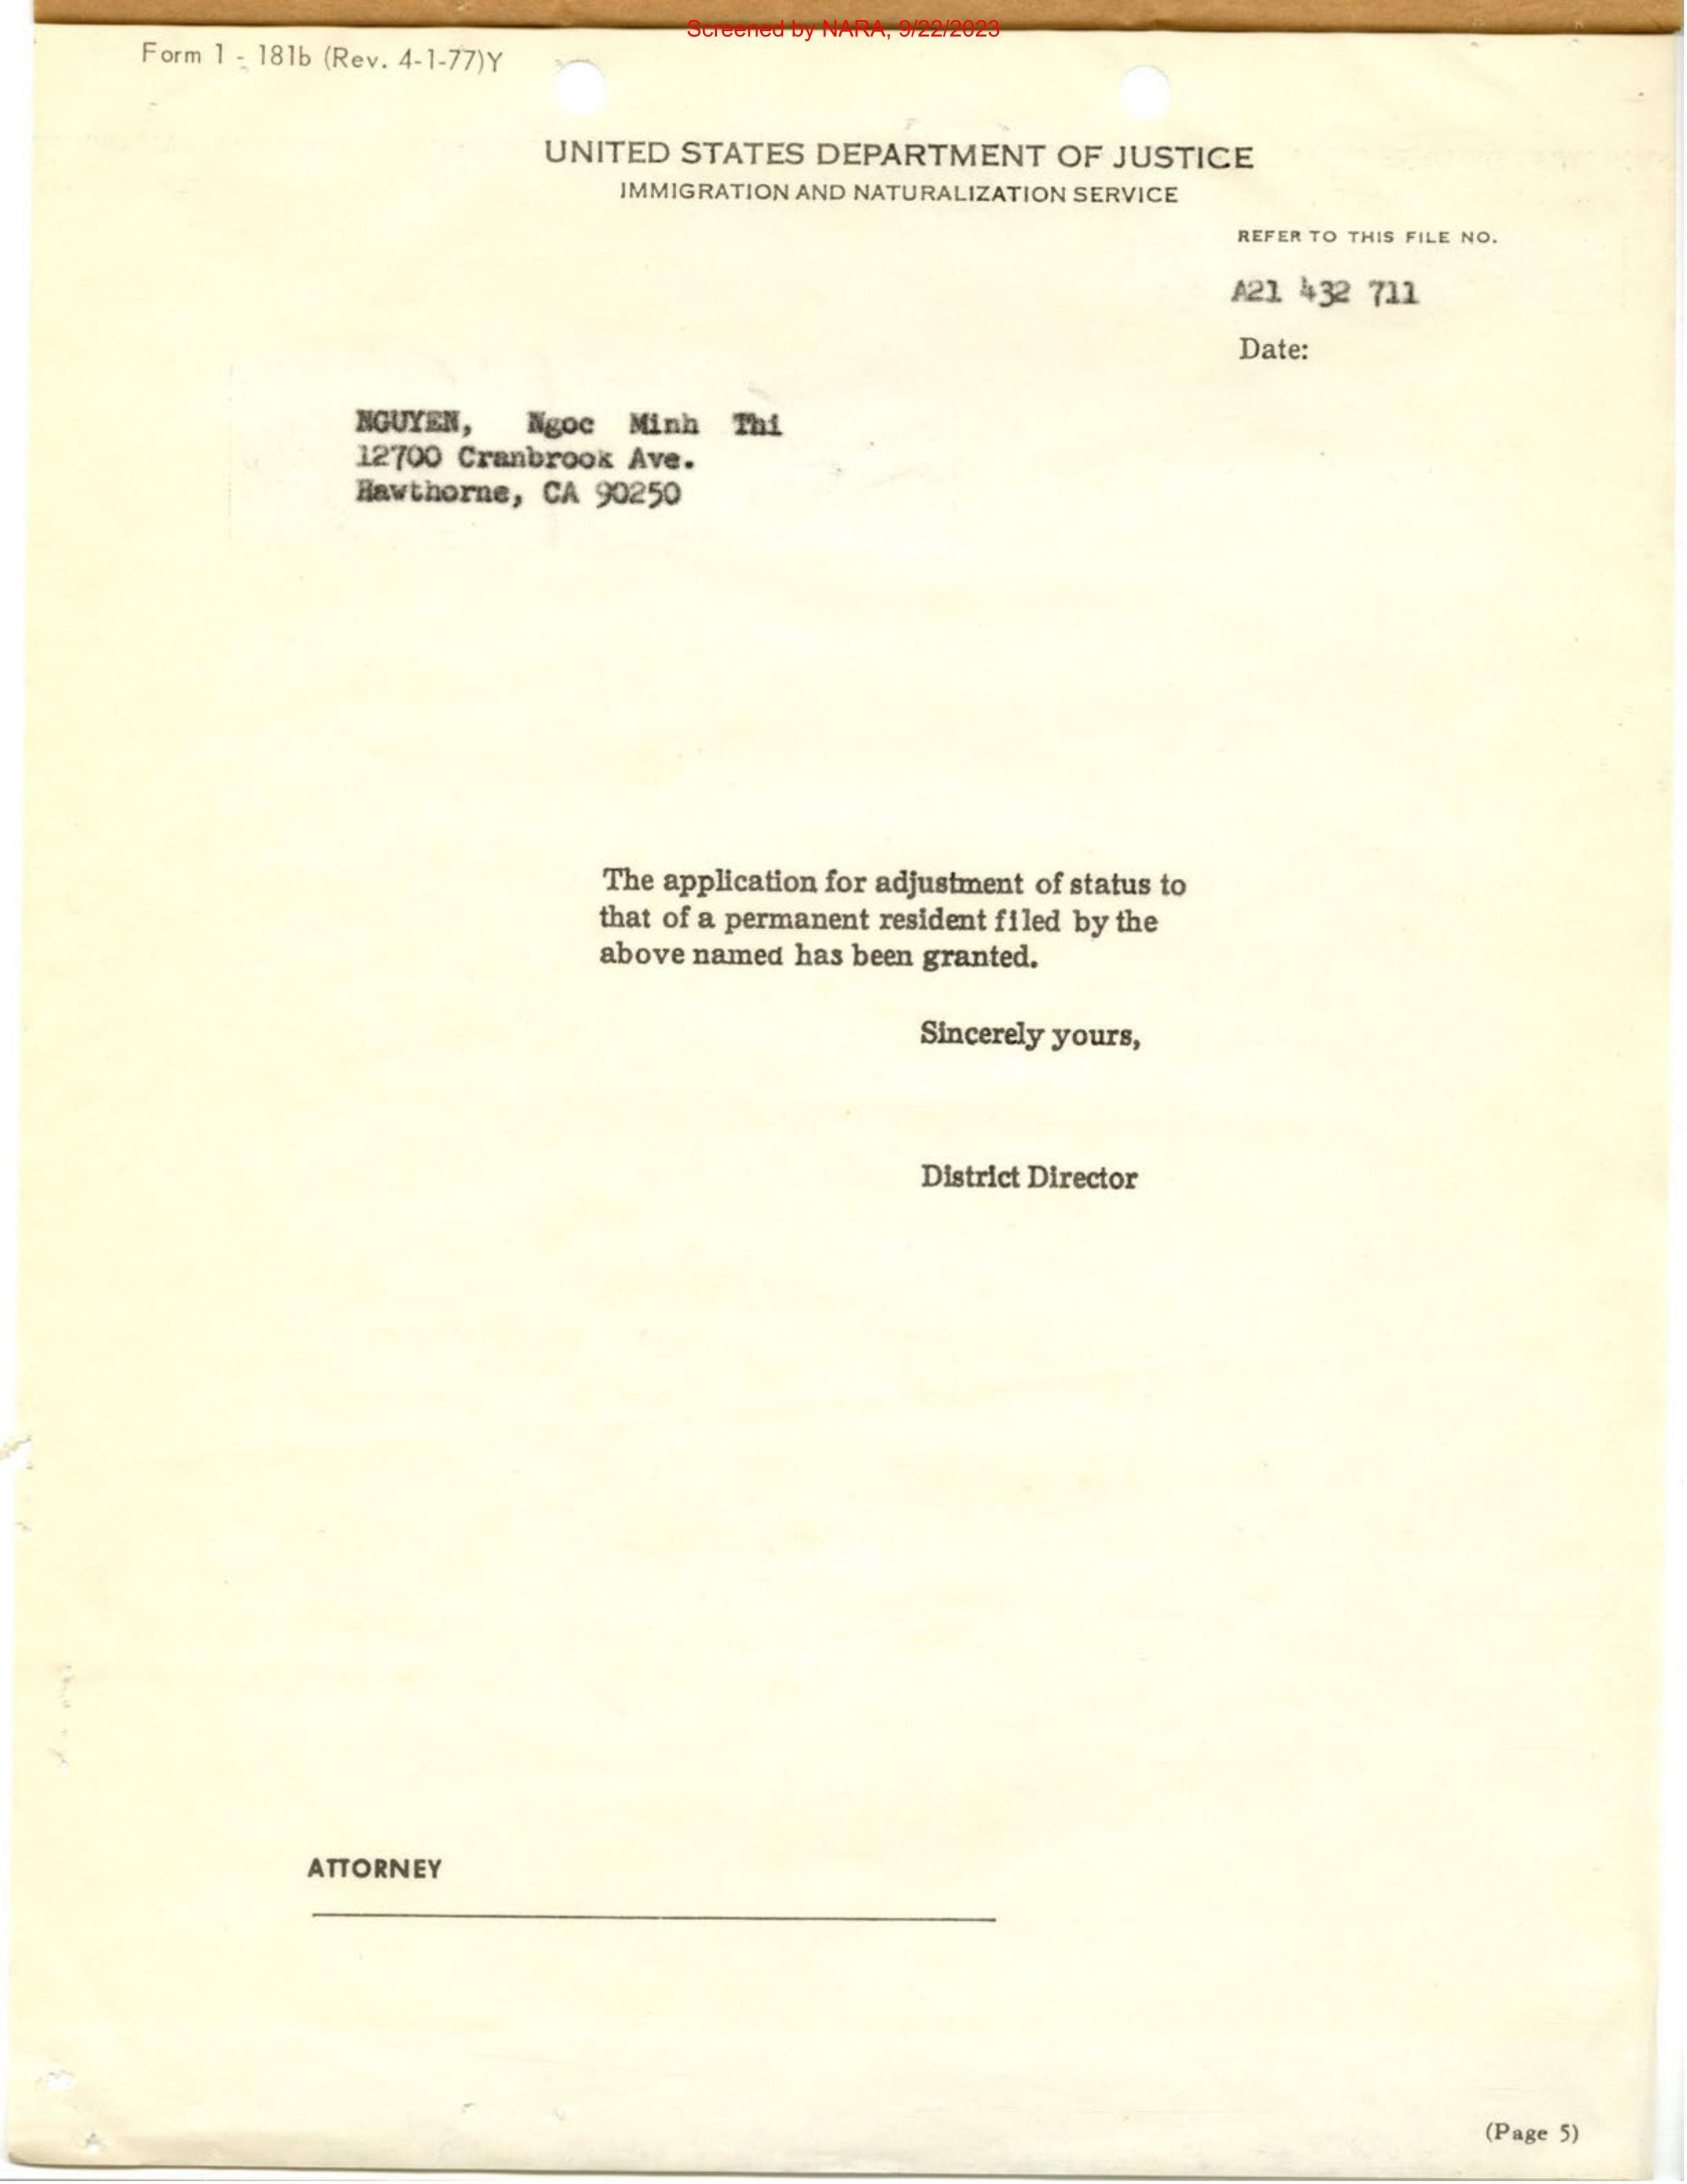 Screened by NARA, 9/22/2023
Form 1 - 181b (Rev. 4-1-77)Y
UNITED STATES DEPARTMENT OF JUSTICE
IMMIGRATION AND NATURALIZATION SERVICE
REFER TO THIS FILE NO.
A21 432 711
Date:
NGUYEN, Ngoc Minh Thi
12700 Cranbrook Ave.
Hawthorne, CA 90250
The application for adjustment of status to
that of a permanent resident filed by the
above named has been granted.
Sincerely yours,
District Director
ATTORNEY
(Page 5)